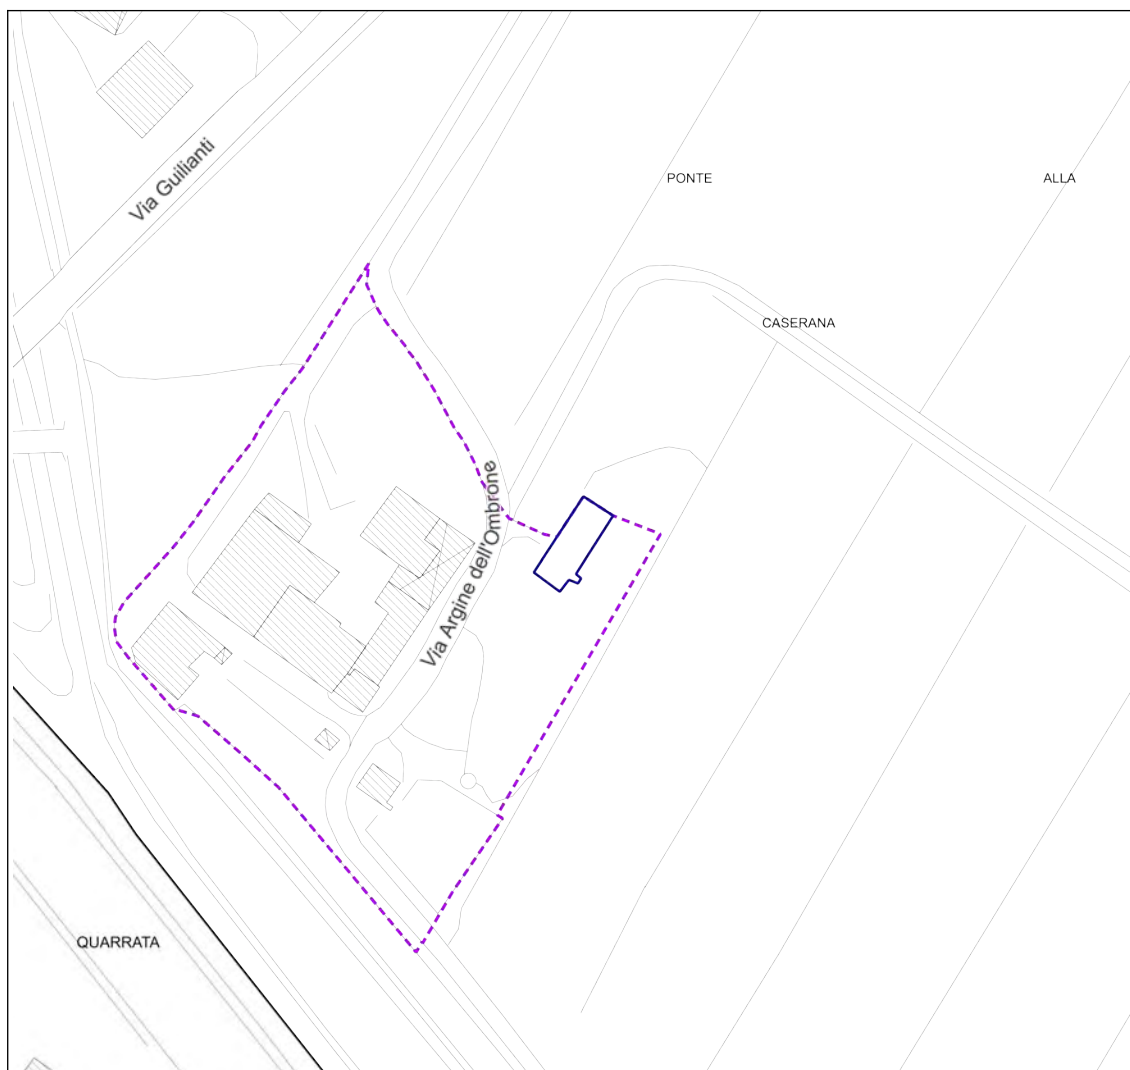 Via Guilianti
PONTE
ALLA
CASERANA
Via Argine dell'Ombrone
QUARRATA